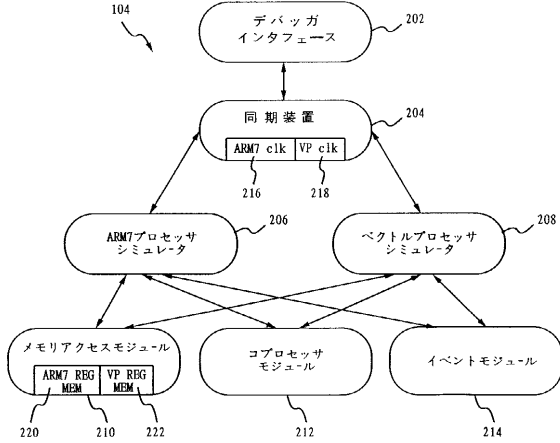 104
デバッガ
インタフェース
202
同期装置
204
ARM7 clk
VP clk
216
218
206
208
ARM7プロセッサ
シミュレータ
ベクトルプロセッサ
シミュレータ
メモリアクセスモジュール
コプロセッサ
モジュール
イベントモジュール
ARM7 REG
MEM
VP REG
MEM
220
210
222
212
214